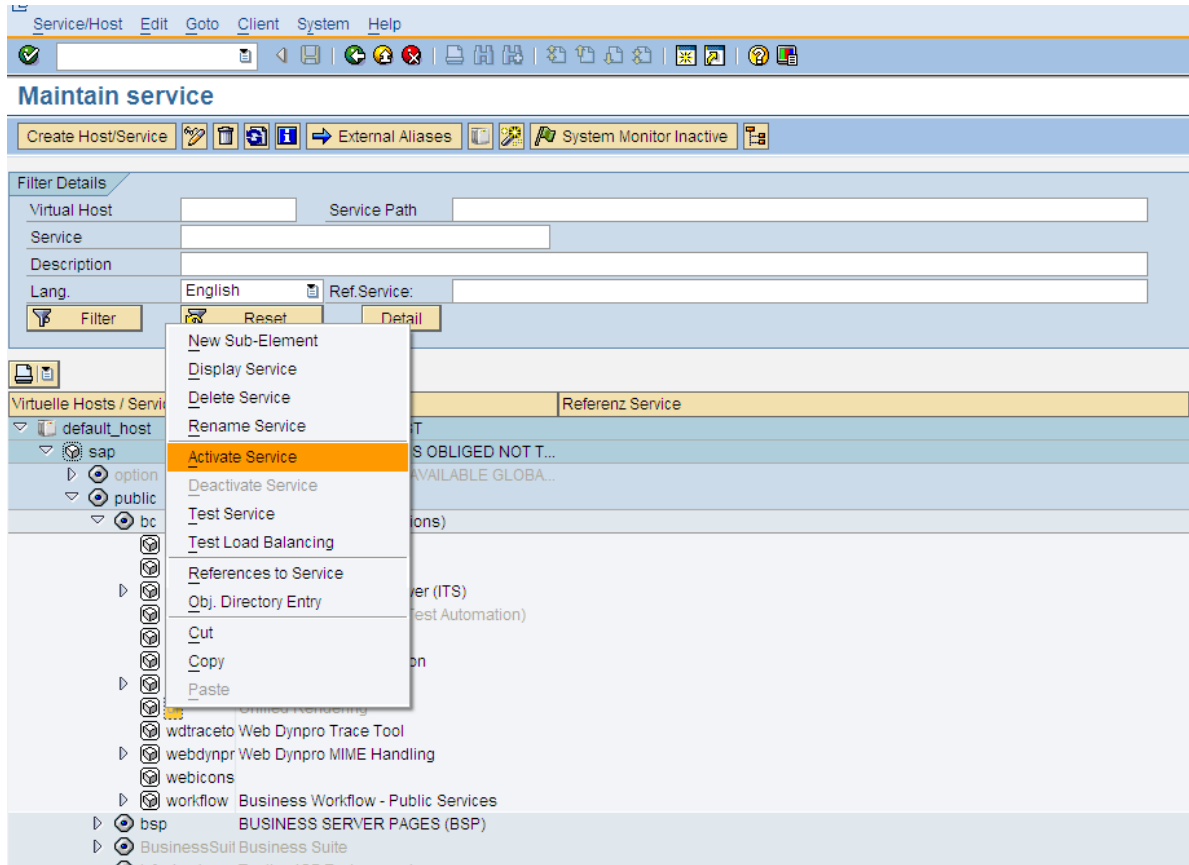 Service/Host Edit Goto Client System Help
Maintain service
Create Host/Service External Aliases System Monitor Inactive
Filter Details
Virtual Host Service Path
Service
Description
Lang. English Ref.Service:
Filter Reset Detail
New Sub-Element
Display Service
Delete Service
Rename Service
Activate Service
Deactivate Service
Test Service
Test Load Balancing
References to Service
Obj. Directory Entry
Cut
Copy
Paste
Virtuelle Hosts / Servi Referenz Service
default_host T
sap S OBLIGED NOT T...
option AVAILABLE GLOBA...
public
bc ions)
ver (ITS)
Test Automation)
on
Unified Rendering
wdtraceto Web Dynpro Trace Tool
webdynpr Web Dynpro MIME Handling
webicons
workflow Business Workflow - Public Services
bsp BUSINESS SERVER PAGES (BSP)
BusinessSuit Business Suite